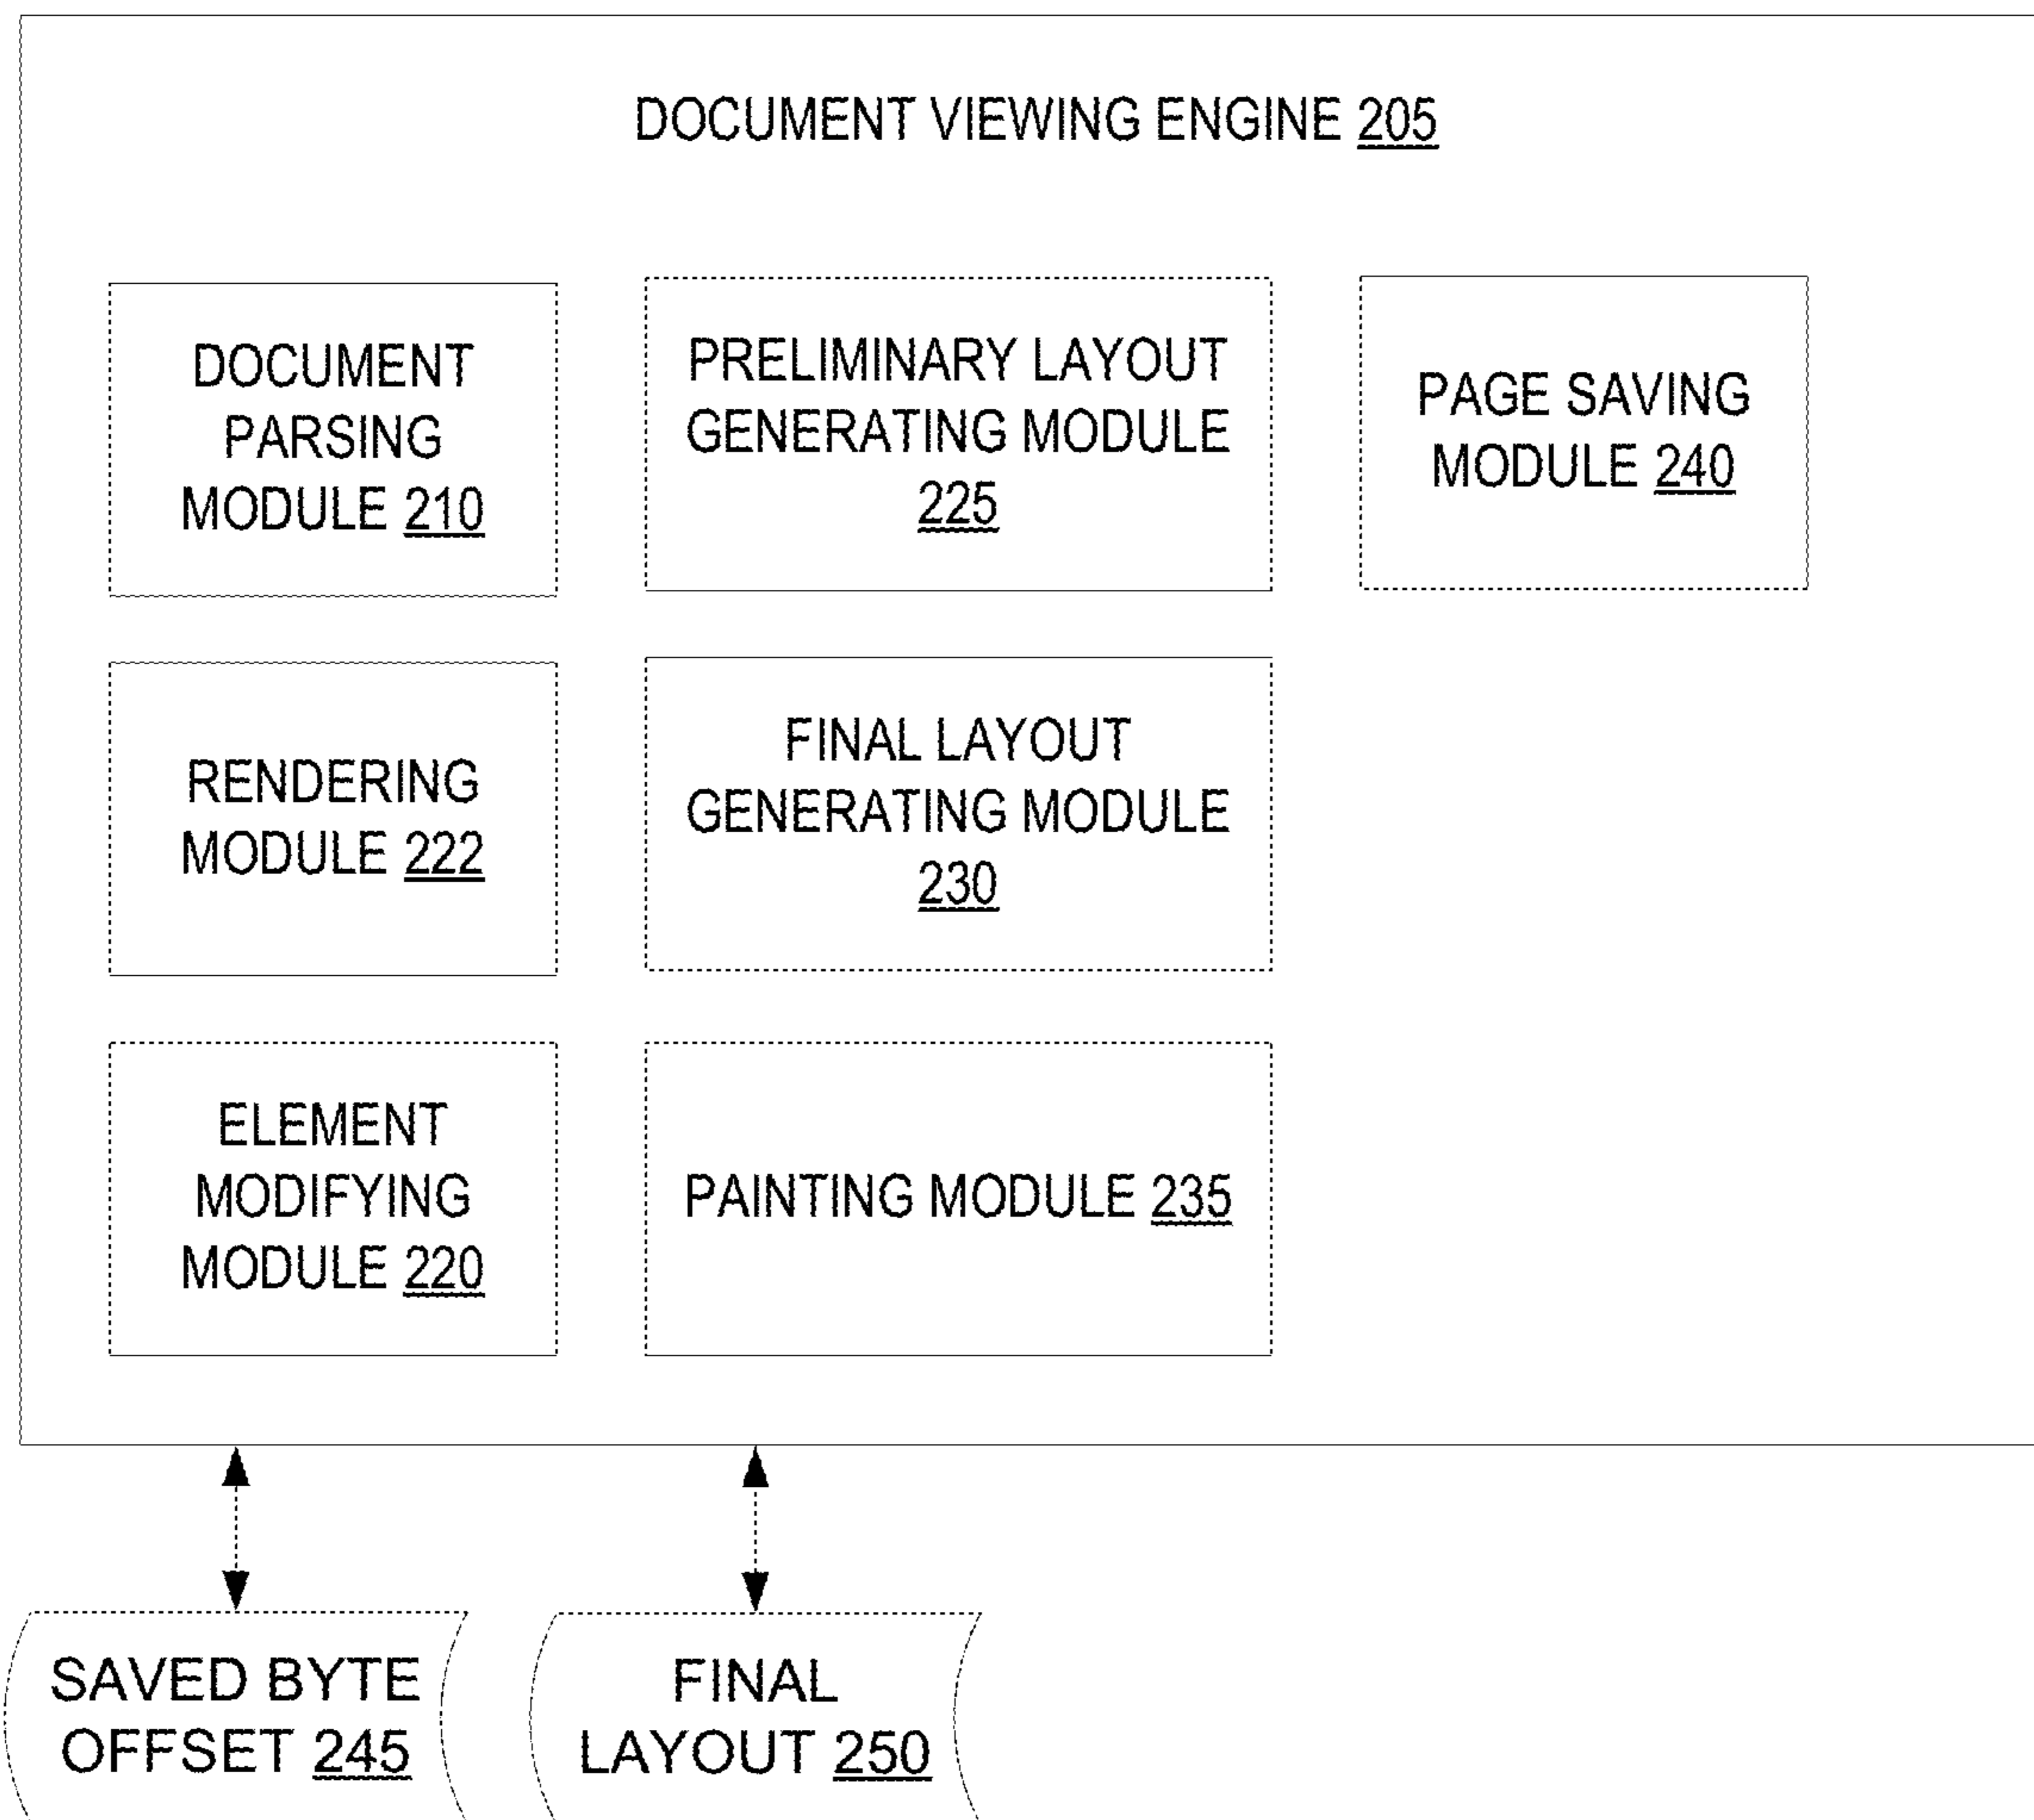 DOCUMENT VIEWING ENGINE 205
DOCUMENT
PARSING
MODULE 210
PRELIMINARY LAYOUT
GENERATING MODULE
225
PAGE SAVING
MODULE 240
RENDERING
MODULE 222
FINAL LAYOUT
GENERATING MODULE
230
ELEMENT
MODIFYING
MODULE 220
PAINTING MODULE 235
SAVED BYTE
OFFSET 245
FINAL
LAYOUT 250